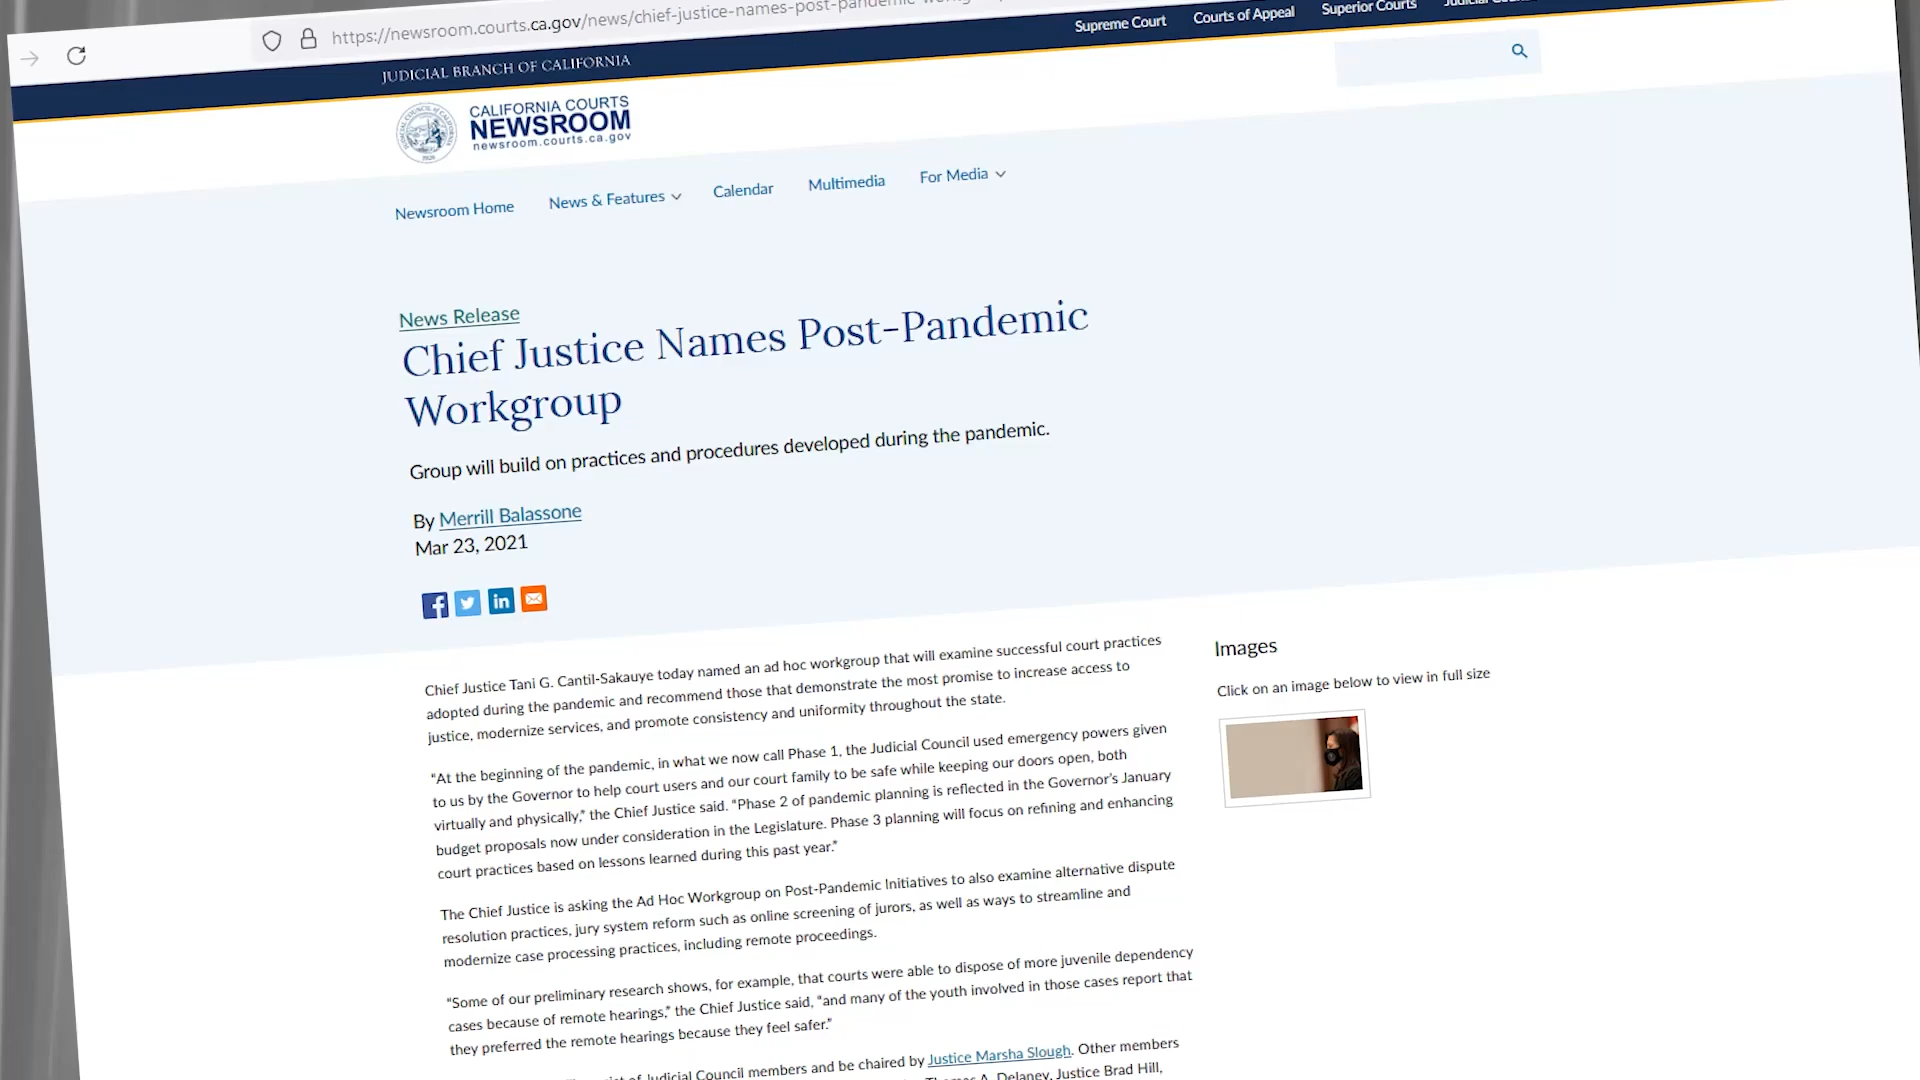 https://newsroom.courts.ca.gov/news/chief-justice-names-post-pandemic
Supreme Court Courts of Appeal Superior Courts
JUDICIAL BRANCH OF CALIFORNIA
CALIFORNIA COURTS
NEWSROOM
newsroom.courts.ca.gov
Newsroom Home News & Features Calendar Multimedia For Media
News Release
Chief Justice Names Post-Pandemic
Workgroup
Group will build on practices and procedures developed during the pandemic.
By Merrill Balassone
Mar 23, 2021
Chief Justice Tani G. Cantil-Sakauye today named an ad hoc workgroup that will examine successful court practices
adopted during the pandemic and recommend those that demonstrate the most promise to increase access to
justice, modernize services, and promote consistency and uniformity throughout the state.
“At the beginning of the pandemic, in what we now call Phase 1, the Judicial Council used emergency powers given
to us by the Governor to help court users and our court family to be safe while keeping our doors open, both
virtually and physically,” the Chief Justice said. “Phase 2 of pandemic planning is reflected in the Governor’s January
budget proposals now under consideration in the Legislature. Phase 3 planning will focus on refining and enhancing
court practices based on lessons learned during this past year.”
The Chief Justice is asking the Ad Hoc Workgroup on Post-Pandemic Initiatives to also examine alternative dispute
resolution practices, jury system reform such as online screening of jurors, as well as ways to streamline and
modernize case processing practices, including remote proceedings.
“Some of our preliminary research shows, for example, that courts were able to dispose of more juvenile dependency
cases because of remote hearings,” the Chief Justice said, “and many of the youth involved in those cases report that
they preferred the remote hearings because they feel safer.”
of Judicial Council members and be chaired by Justice Marsha Slough. Other members
A. Delaney, Justice Brad Hill,
Images
Click on an image below to view in full size